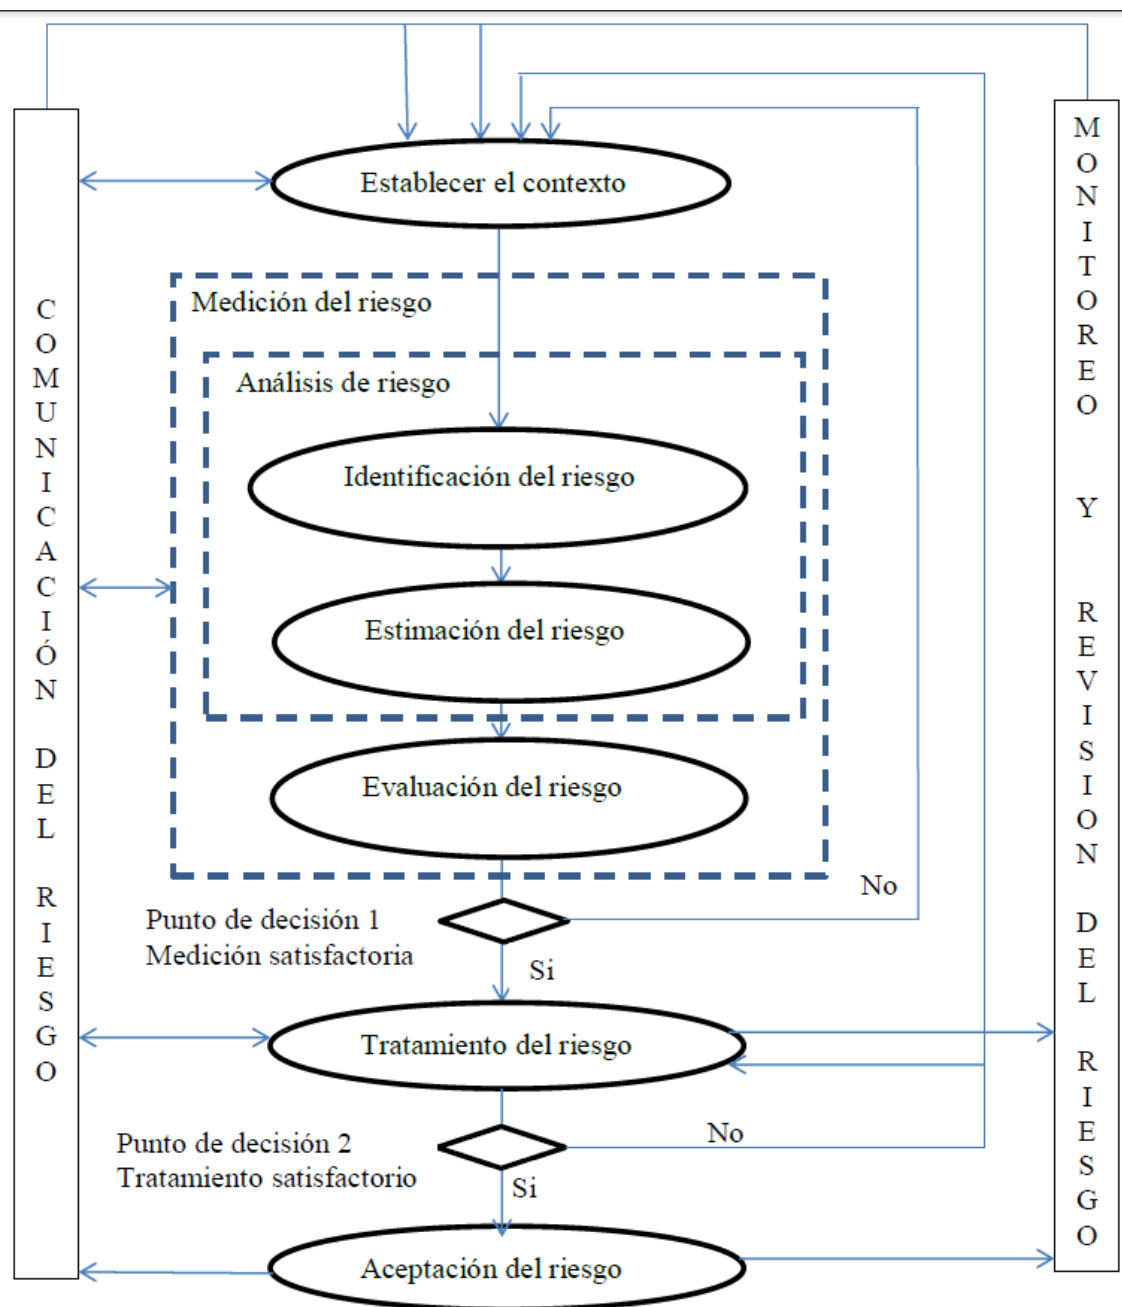 Establecer el contexto
Medición del riesgo
Análisis de riesgo
Identificación del riesgo
Estimación del riesgo
Evaluación del riesgo
No
Punto de decisión 1
Medición satisfactoria
Si
Tratamiento del riesgo
Punto de decisión 2
Tratamiento satisfactorio
No
Si
Aceptación del riesgo
COMUNICACIÓN DEL RIESGO
MONITOREO Y REVISION DEL RIESGO